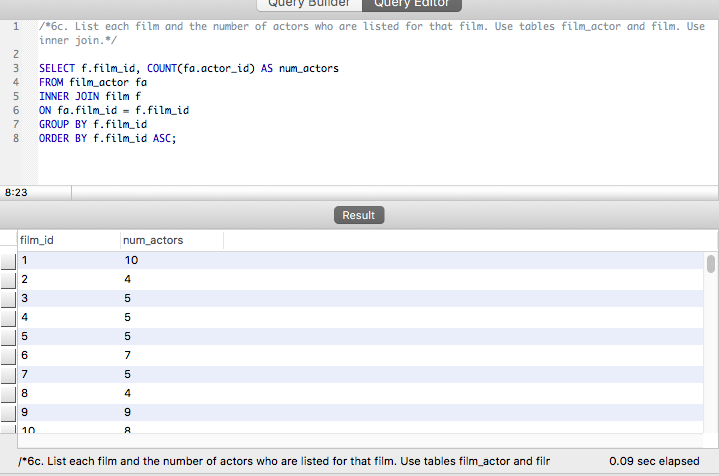 Query Builder Query Editor
1 /*6c. List each film and the number of actors who are listed for that film. Use tables film_actor and film. Use
inner join.*/
2
3 SELECT f.film_id, COUNT(fa.actor_id) AS num_actors
4 FROM film_actor fa
5 INNER JOIN film f
6 ON fa.film_id = f.film_id
7 GROUP BY f.film_id
8 ORDER BY f.film_id ASC;
8:23
Result
film_id num_actors
1 10
2 4
3 5
4 5
5 5
6 7
7 5
8 4
9 9
10 8
/*6c. List each film and the number of actors who are listed for that film. Use tables film_actor and filr 0.09 sec elapsed